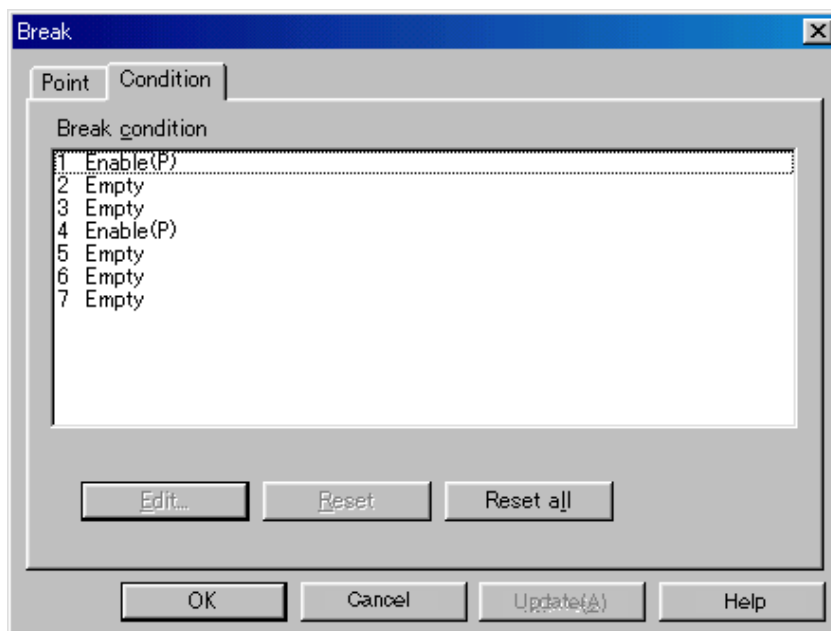 Break
Point Condition
Break condition
1 Enable(P)
2 Empty
3 Empty
4 Enable(P)
5 Empty
6 Empty
7 Empty
Edit... Reset Reset all
OK Cancel Update(A) Help